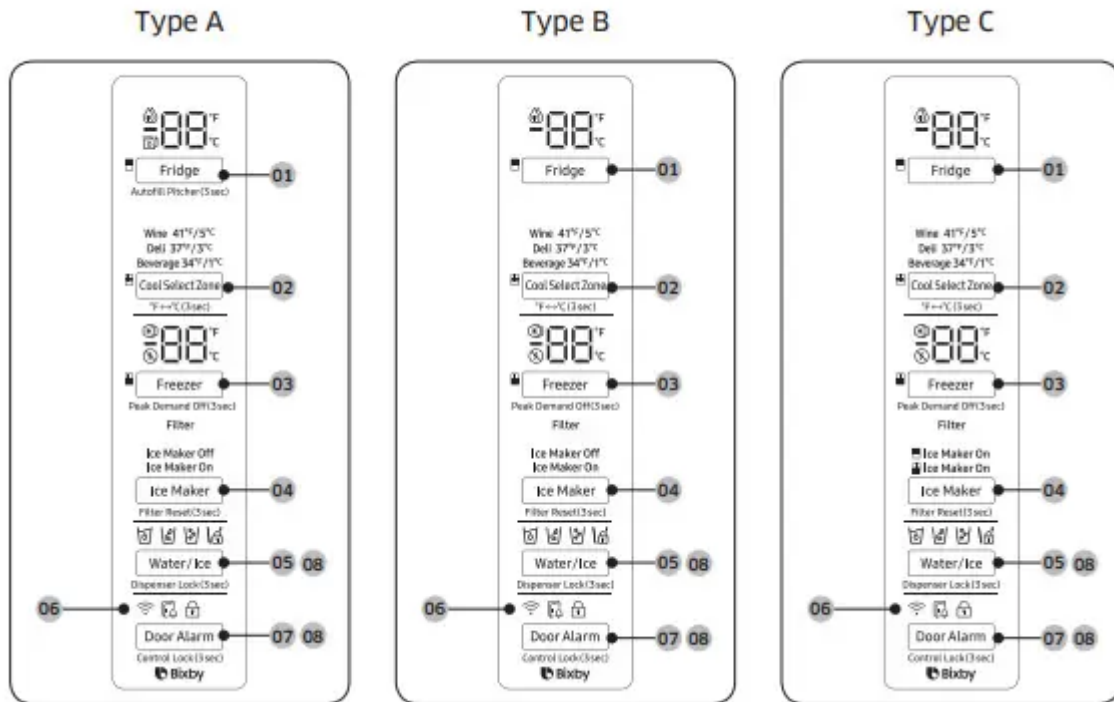 Type A
88 °F
°C
Fridge
01
Autofill Pitcher(3sec)
Wine 41°F/5°C
Deli 37°F/3°C
Beverage 34°F/1°C
Cool Select Zone
02
°F↔°C(3sec)
88 °F
°C
Freezer
03
Peak Demand Off(3sec)
Filter
Ice Maker Off
Ice Maker On
Ice Maker
04
Filter Reset(3sec)
Water/Ice
05 08
Dispenser Lock(3sec)
06
Door Alarm
07 08
Control Lock(3sec)
Bixby
Type B
88 °F
°C
Fridge
01
Wine 41°F/5°C
Deli 37°F/3°C
Beverage 34°F/1°C
Cool Select Zone
02
°F↔°C(3sec)
88 °F
°C
Freezer
03
Peak Demand Off(3sec)
Filter
Ice Maker Off
Ice Maker On
Ice Maker
04
Filter Reset(3sec)
Water/Ice
05 08
Dispenser Lock(3sec)
06
Door Alarm
07 08
Control Lock(3sec)
Bixby
Type C
88 °F
°C
Fridge
01
Wine 41°F/5°C
Deli 37°F/3°C
Beverage 34°F/1°C
Cool Select Zone
02
°F↔°C(3sec)
88 °F
°C
Freezer
03
Peak Demand Off(3sec)
Filter
Ice Maker On
Ice Maker On
Ice Maker
04
Filter Reset(3sec)
Water/Ice
05 08
Dispenser Lock(3sec)
06
Door Alarm
07 08
Control Lock(3sec)
Bixby